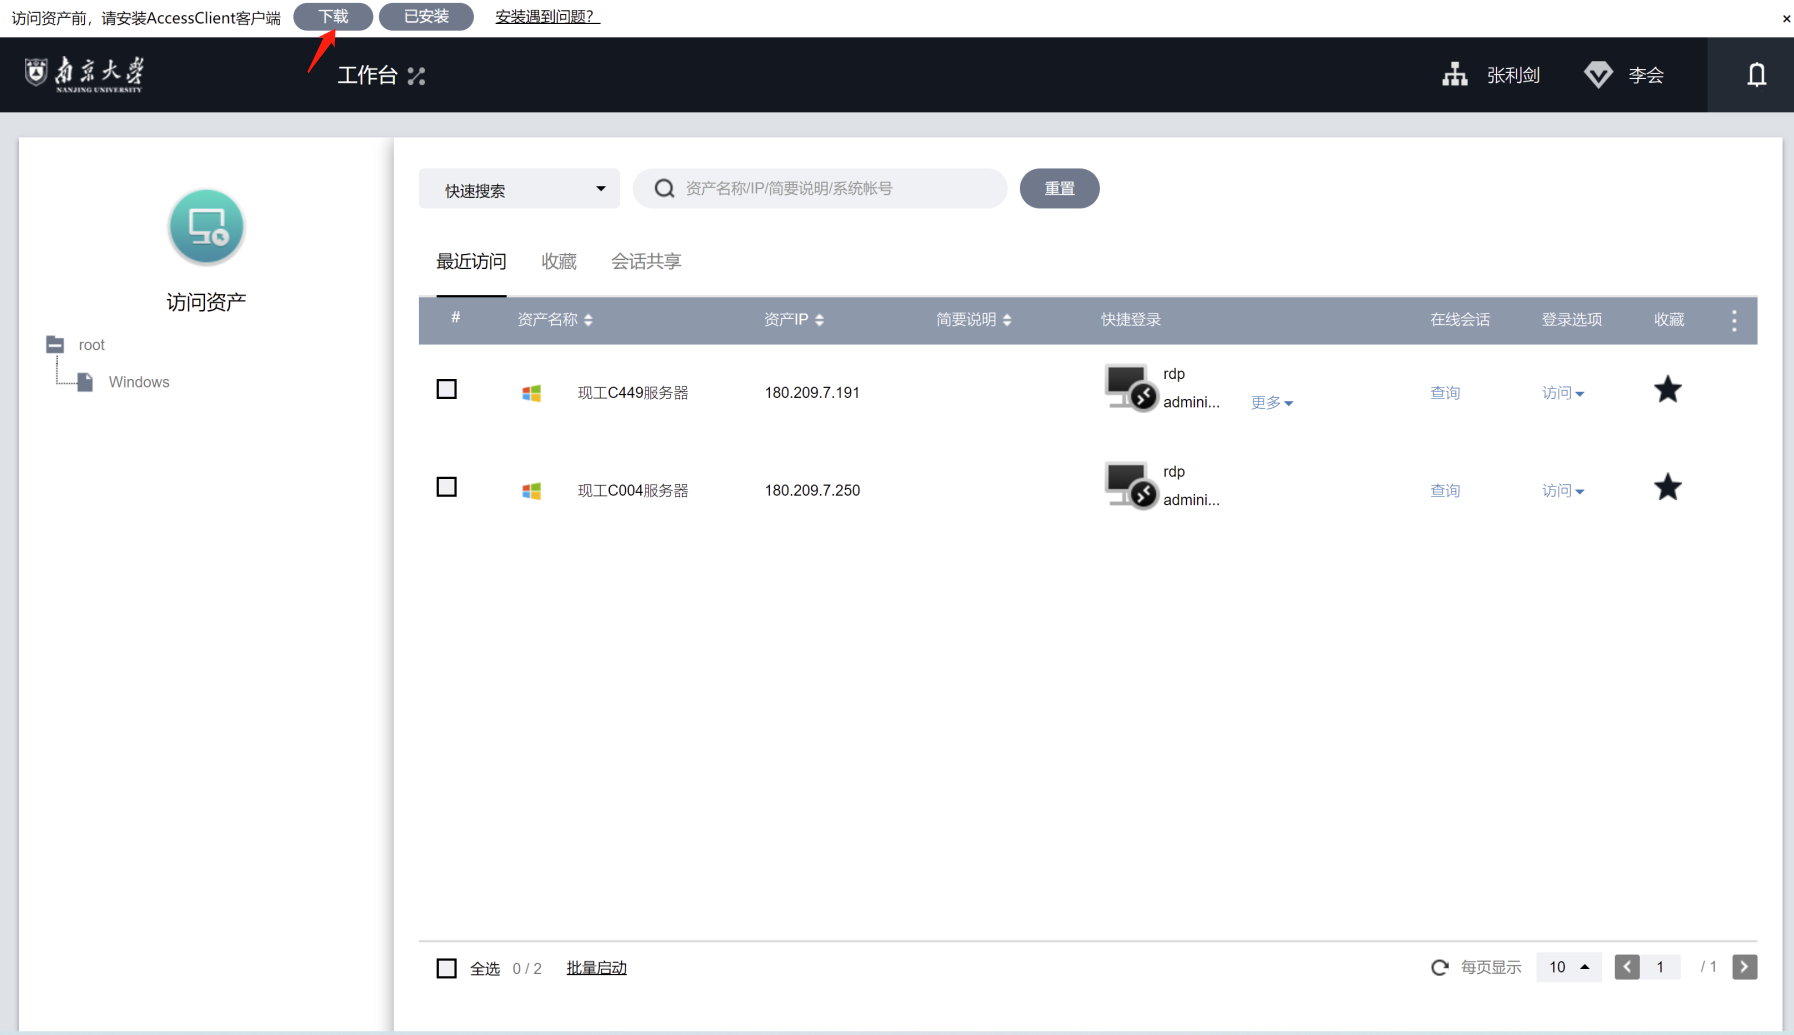 访问资产前，请安装AccessClient客户端 下载 已安装 安装遇到问题？ ×
南京大学
NANJING UNIVERSITY
工作台 张利剑 李会
访问资产
root
Windows
快速搜索 资产名称/IP/简要说明/系统帐号 重置
最近访问 收藏 会话共享
# 资产名称 资产IP 简要说明 快捷登录 在线会话 登录选项 收藏
现工C449服务器 180.209.7.191 rdp admini... 更多 查询 访问
现工C004服务器 180.209.7.250 rdp admini... 查询 访问
全选 0 / 2 批量启动 每页显示 10 1 / 1